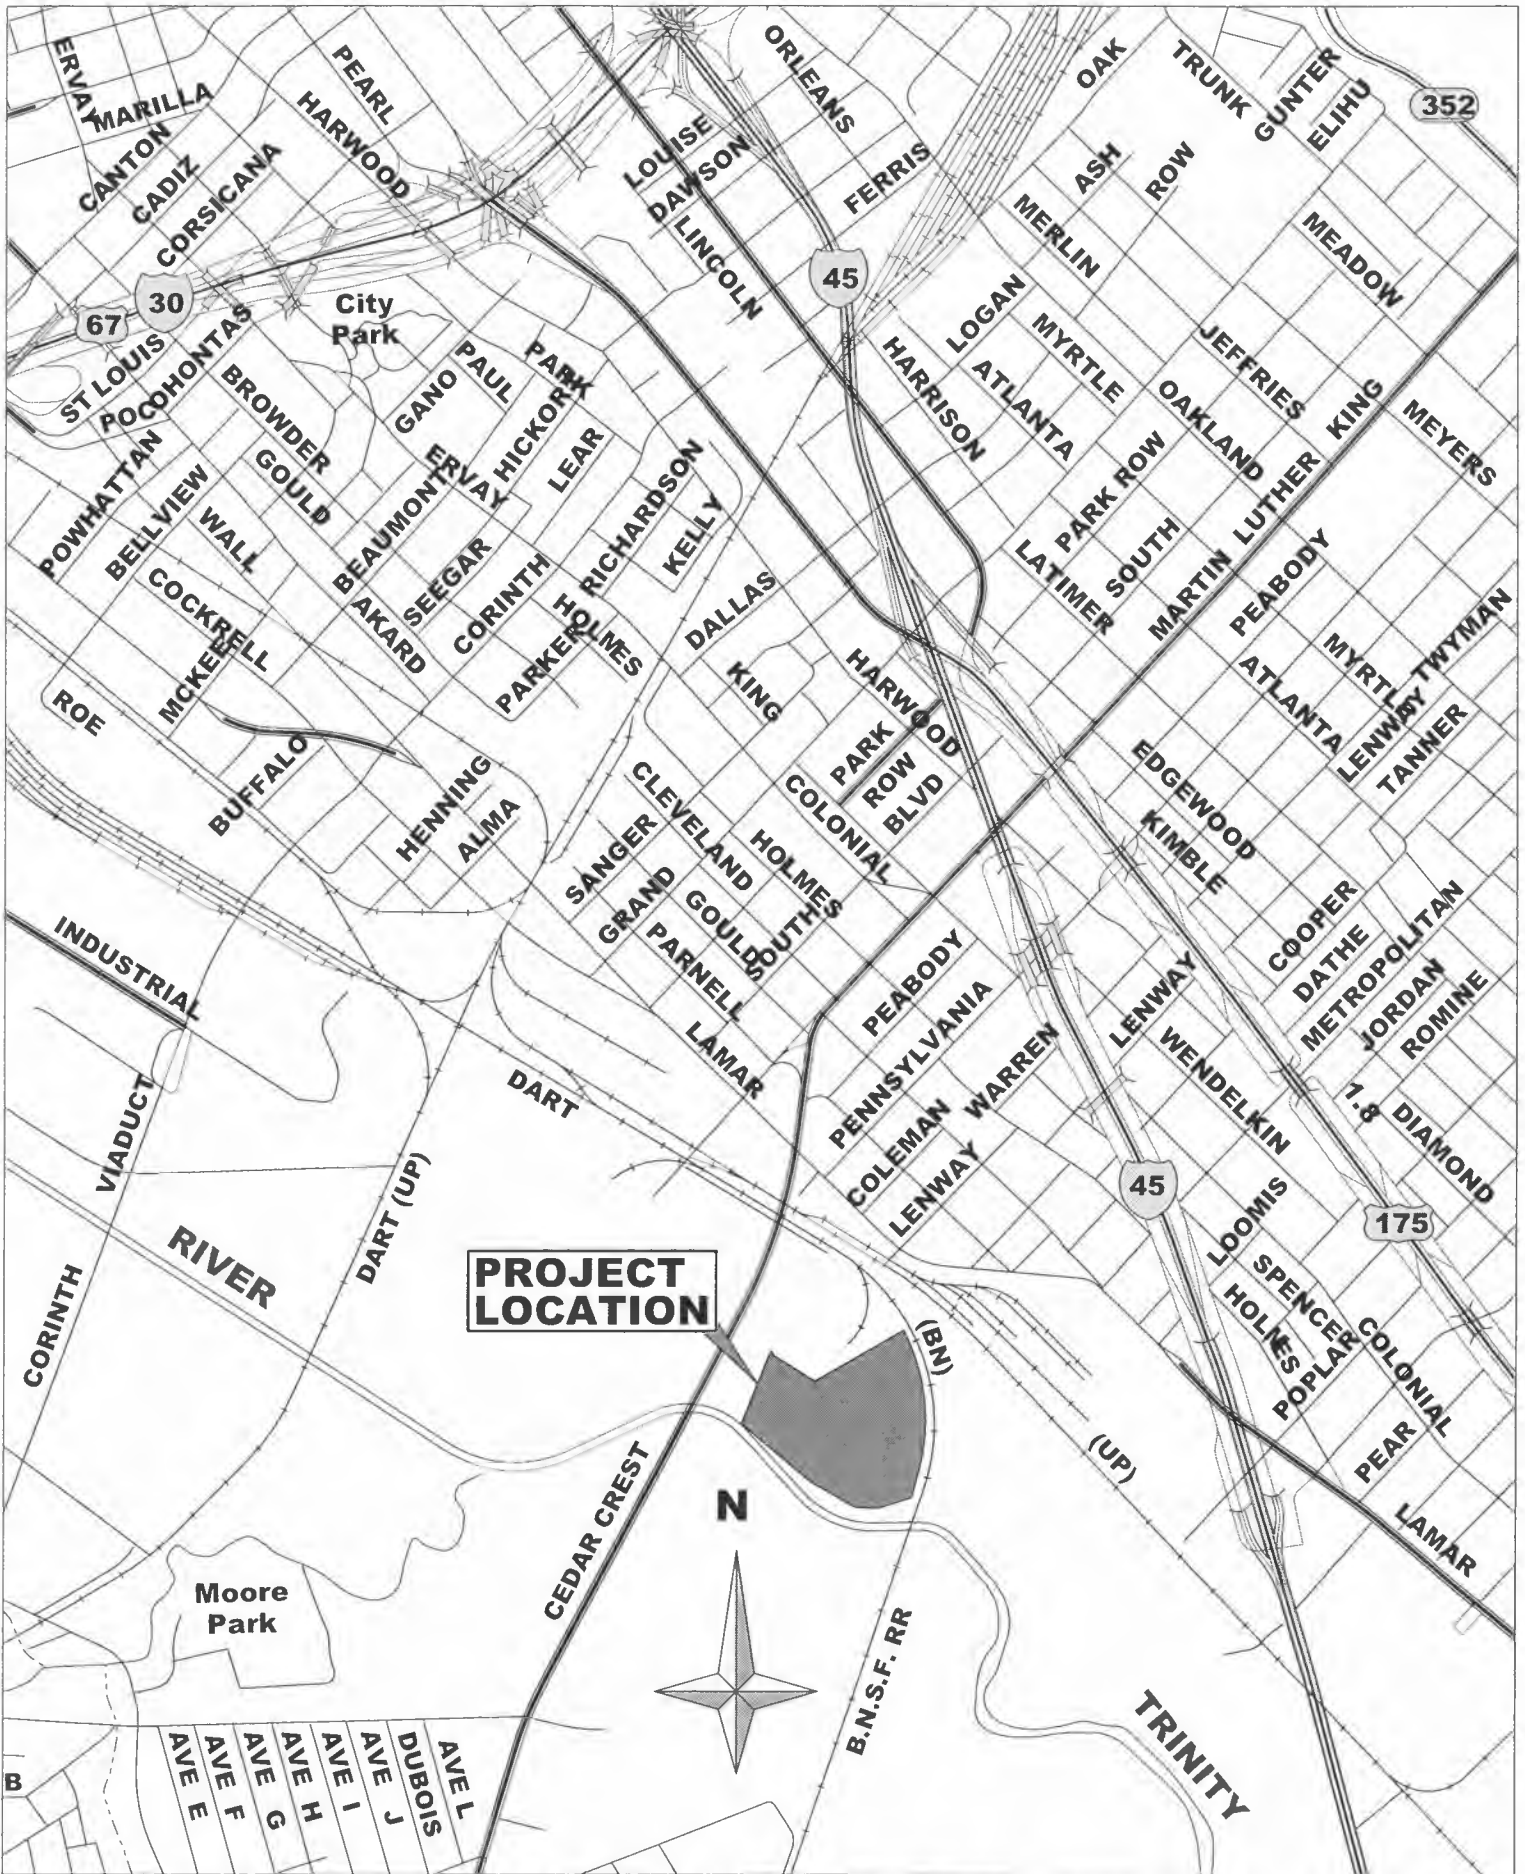 ERVAY
MARILLA
PEARL
HARWOOD
CANTON
CADIZ
CORSICANA
ORLEANS
LOUISE
DAWSON
LINCOLN
FERRIS
OAK
TRUNK
GUNTER
ELIHU
352
ASH
ROW
MERLIN
MEADOW
45
30
67
City
Park
ST LOUIS
POCOHONTAS
BROWDER
GOULD
GANO
PAUL
PARK
HICKORY
LEAR
ERVAY
LOGAN
MYRTLE
ATLANTA
HARRISON
JEFFRIES
OAKLAND
MARTIN LUTHER KING
MEYERS
POWHATTAN
BELLVIEW
WALL
COCKRELL
BEAUMONT
SEEGAR
AKARD
CORINTH
RICHARDSON
KELLY
HOLMES
PARKER
DALLAS
KING
PARK ROW
SOUTH
LATIMER
PEABODY
MYRTLE
TWYMAN
ATLANTA
LENWAY
TANNER
ROE
MCKEE
BUFFALO
HENNING
ALMA
HARWOOD
PARK
ROW
BLVD
COLONIAL
CLEVELAND
SANGER
GRAND
HOLMES
GOULD
SOUTH
PARNELL
LAMAR
EDGEWOOD
KIMBLE
COOPER
DATHE
METROPOLITAN
JORDAN
ROMINE
INDUSTRIAL
PEABODY
PENNSYLVANIA
WARREN
COLEMAN
LENWAY
LENWAY
WENDELKIN
1.8
DIAMOND
DART
VIADUCT
CORINTH
DART (UP)
RIVER
45
175
LOOMIS
SPENCER
HOLMES
POPLAR
COLONIAL
PEAR
LAMAR
PROJECT
LOCATION
(BN)
(UP)
CEDAR CREST
N
Moore
Park
B.N.S.F. RR
TRINITY
B
AVE E
AVE F
AVE G
AVE H
AVE I
AVE J
DUBOIS
AVE L